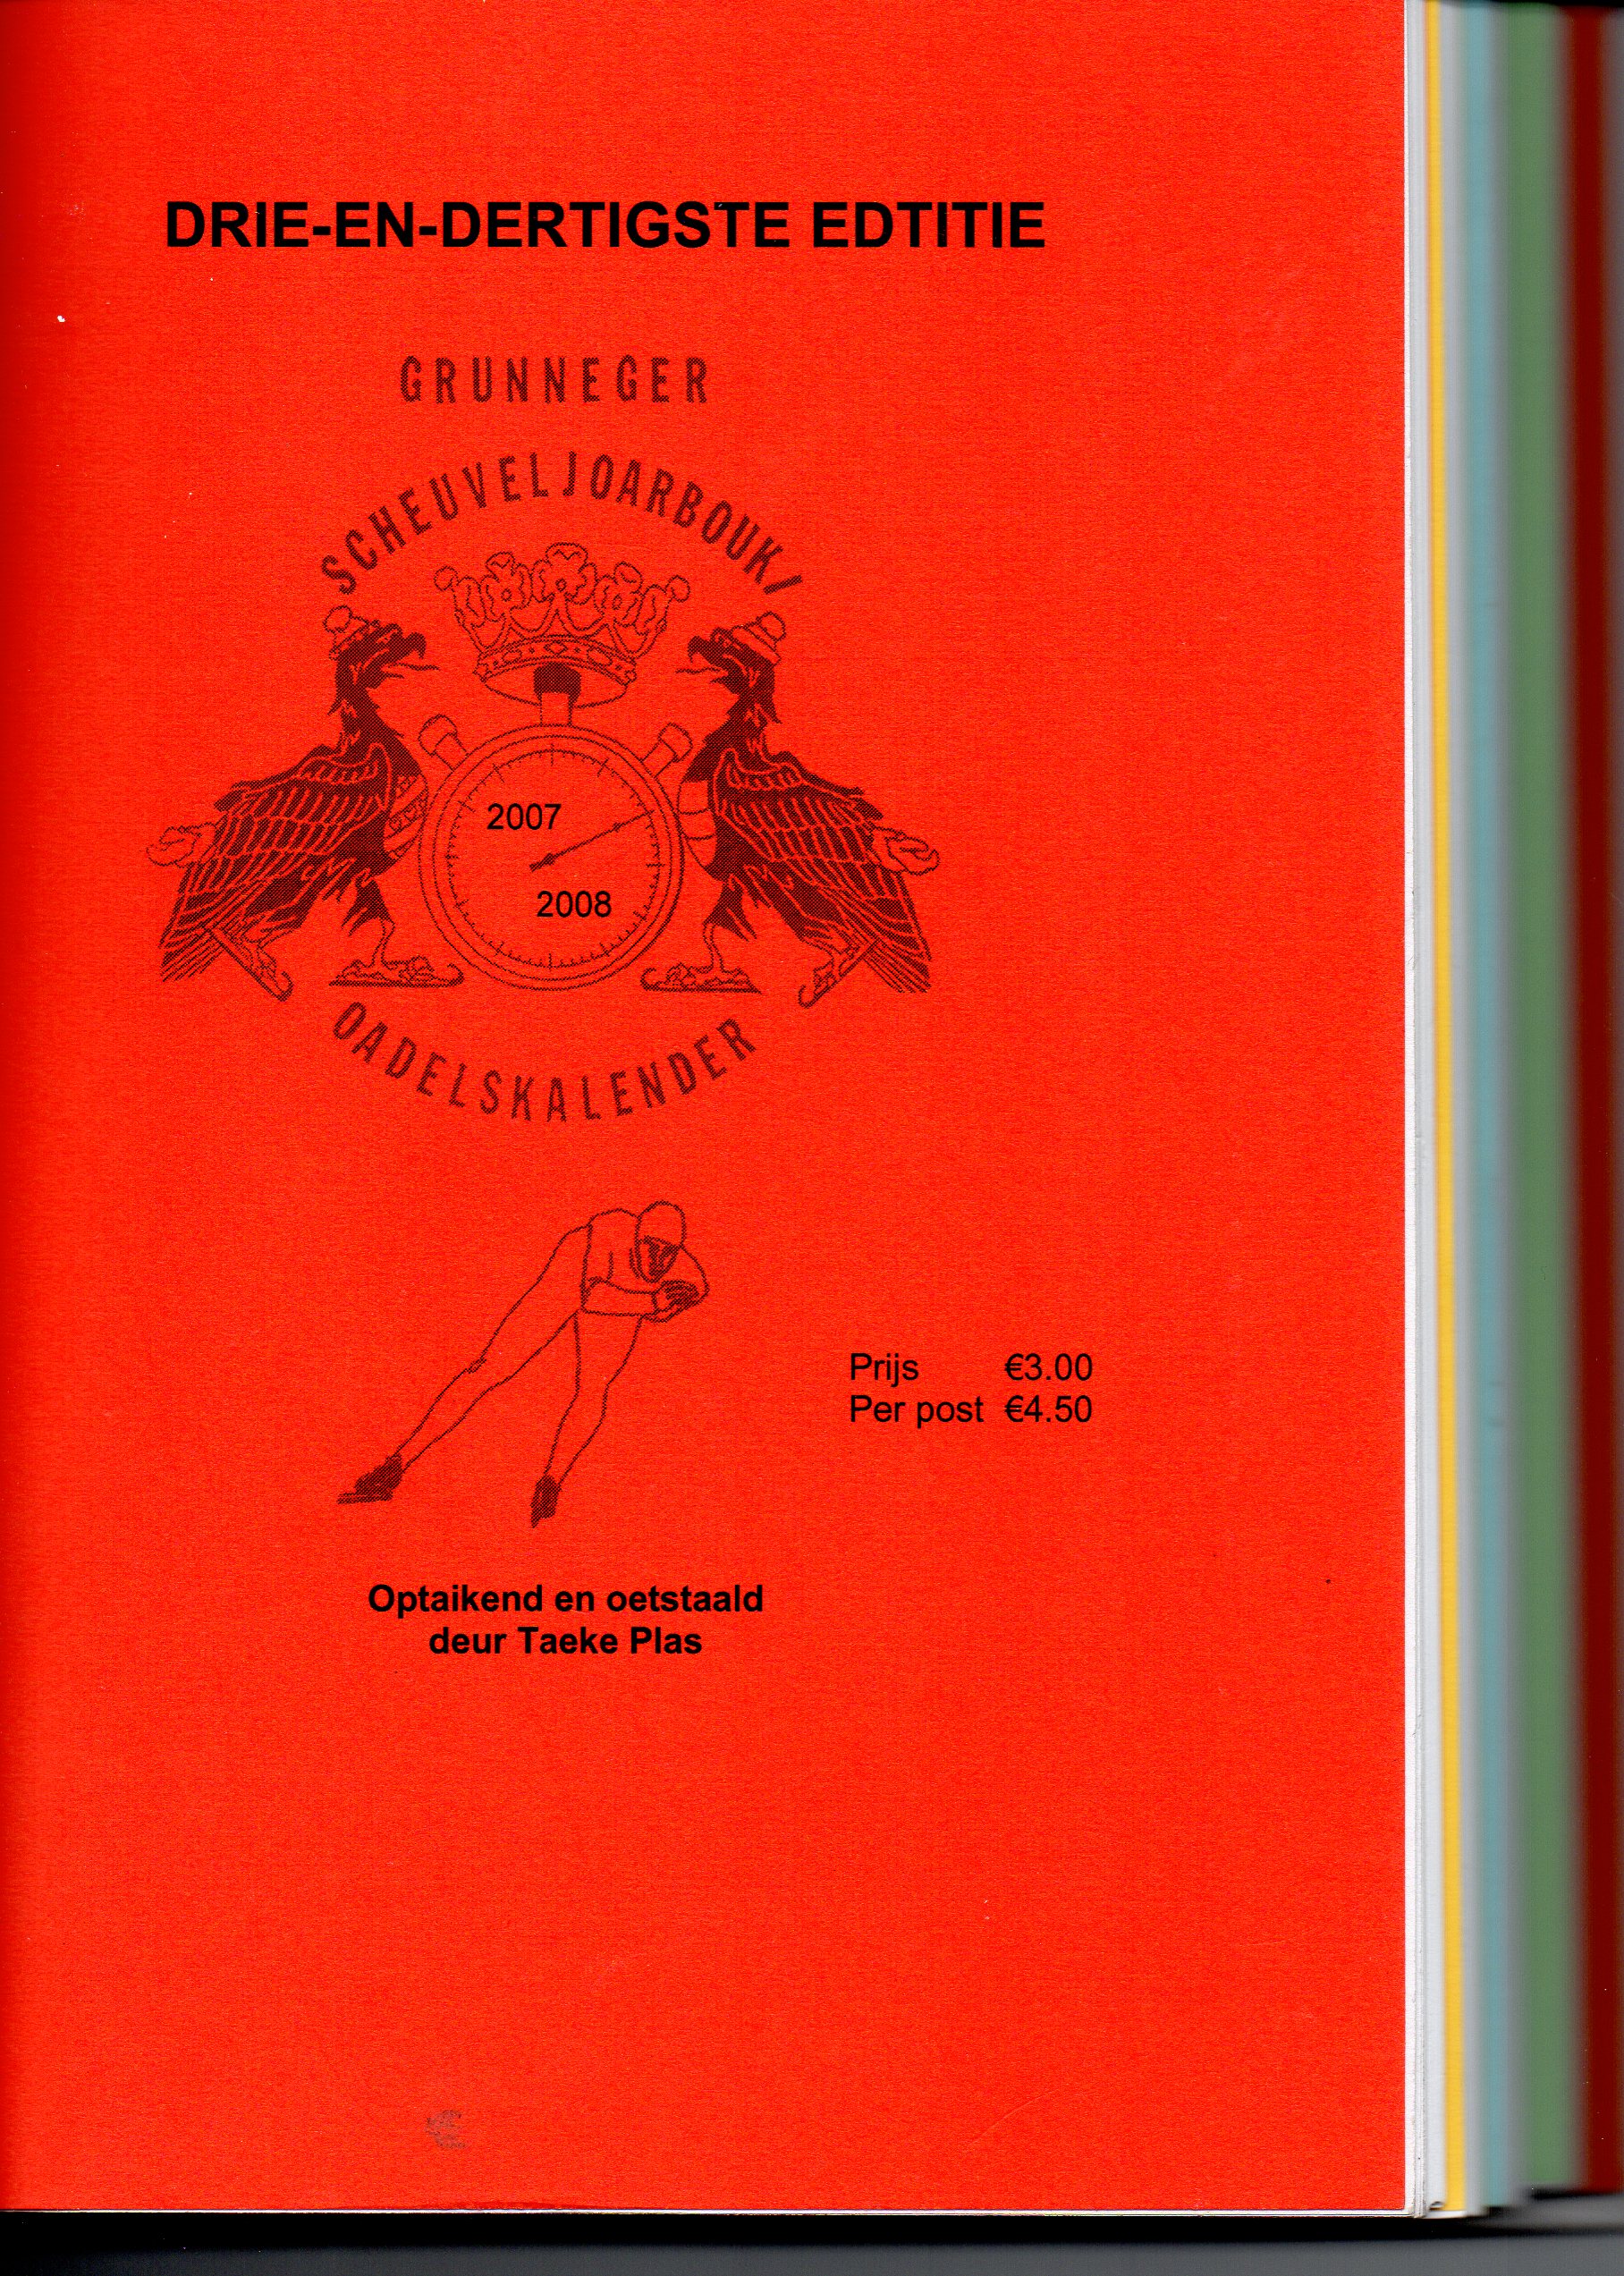 DRIE-EN-DERTIGSTE EDTITIE
GRUNNEGER
SCHEUVELJOARBOUK/
2007
2008
OADELSKALENDER
Prijs €3.00
Per post €4.50
Optaikend en oetstaald
deur Taeke Plas